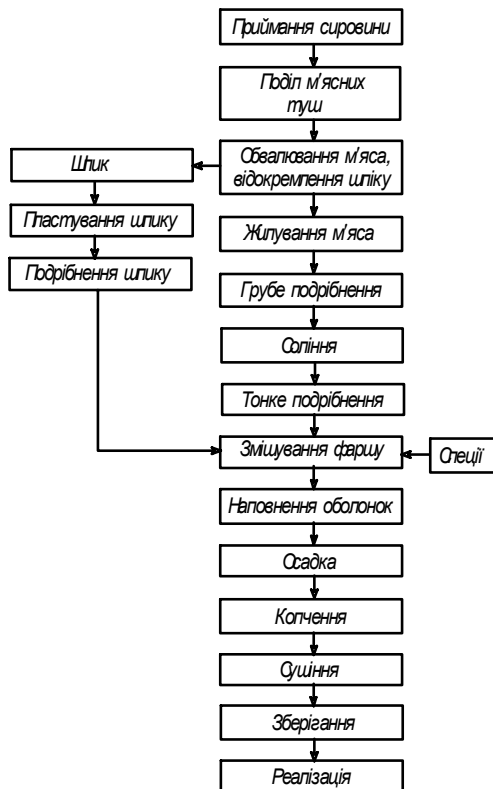 Приймання сировини
Поділ м'ясних
туш
Обвалювання м'яса,
відокремлення шпіку
Шпик
Пластування шпику
Подрібнення шпику
Жилування м'яса
Грубе подрібнення
Соління
Тонке подрібнення
Змішування фаршу
Спеції
Наповнення оболонок
Осадка
Копчення
Сушіння
Зберігання
Реалізація